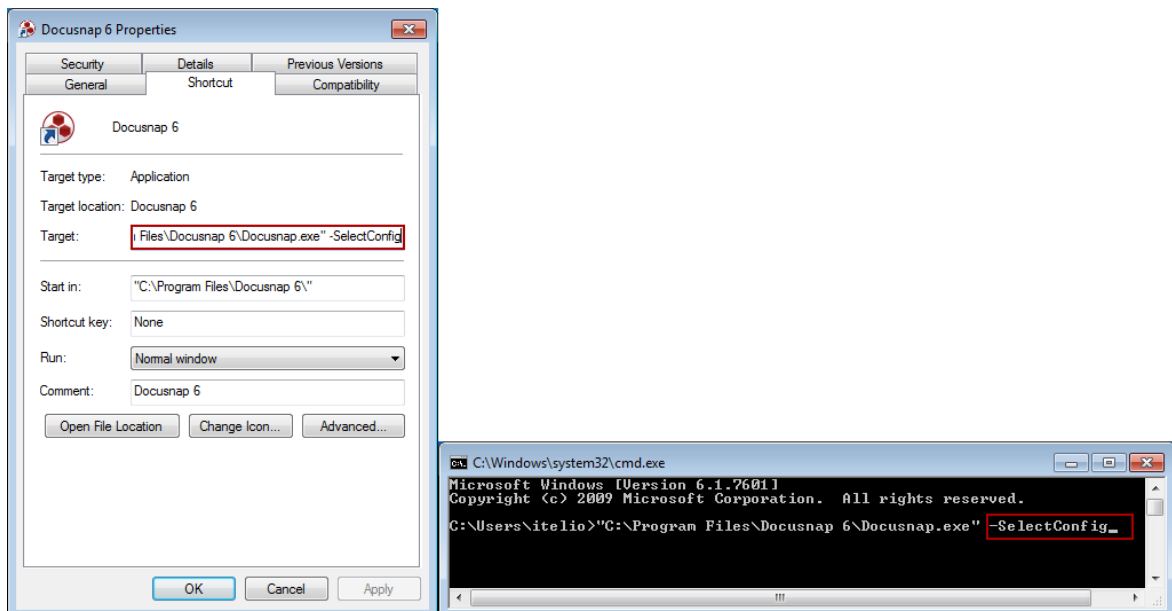 Docusnap 6 Properties
Security Details Previous Versions
General Shortcut Compatibility
Docusnap 6
Target type: Application
Target location: Docusnap 6
Target: Files\Docusnap 6\Docusnap.exe" -SelectConfig
Start in: "C:\Program Files\Docusnap 6\"
Shortcut key: None
Run: Normal window
Comment: Docusnap 6
Open File Location Change Icon... Advanced...
OK Cancel Apply
C:\Windows\system32\cmd.exe
Microsoft Windows [Version 6.1.7601]
Copyright (c) 2009 Microsoft Corporation. All rights reserved.
C:\Users\itelio>"C:\Program Files\Docusnap 6\Docusnap.exe" -SelectConfig_